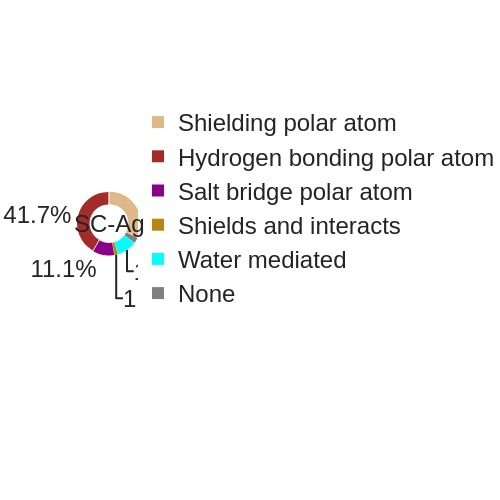 Shielding polar atom
Hydrogen bonding polar atom
Salt bridge polar atom
Shields and interacts
Water mediated
None
41.7%
SC-Ag
11.1%
1